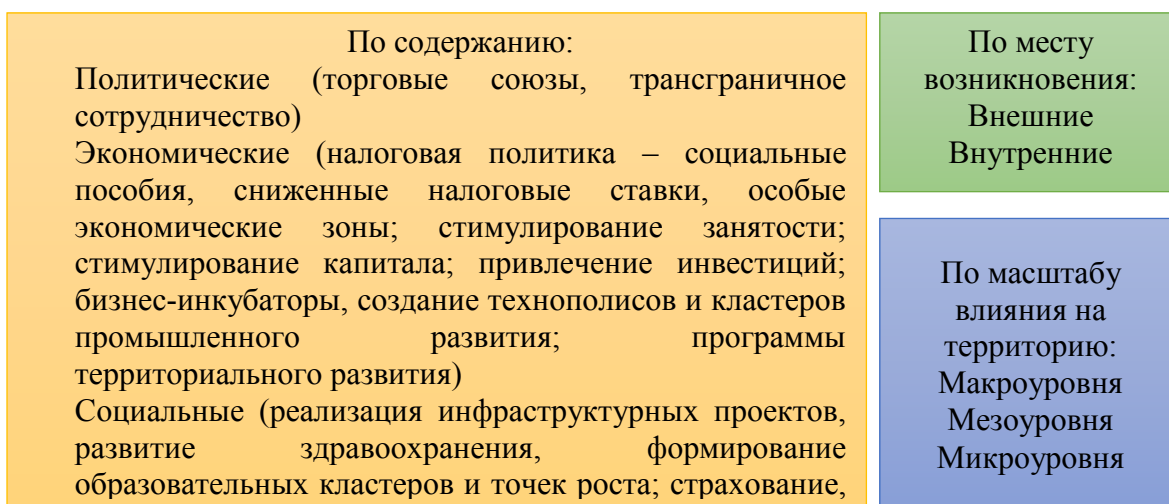 По содержанию:
Политические (торговые союзы, трансграничное
сотрудничество)
Экономические (налоговая политика – социальные
пособия, сниженные налоговые ставки, особые
экономические зоны; стимулирование занятости;
стимулирование капитала; привлечение инвестиций;
бизнес-инкубаторы, создание технополисов и кластеров
промышленного развития; программы
территориального развития)
Социальные (реализация инфраструктурных проектов,
развитие здравоохранения, формирование
образовательных кластеров и точек роста; страхование,
По месту
возникновения:
Внешние
Внутренние
По масштабу
влияния на
территорию:
Макроуровня
Мезоуровня
Микроуровня